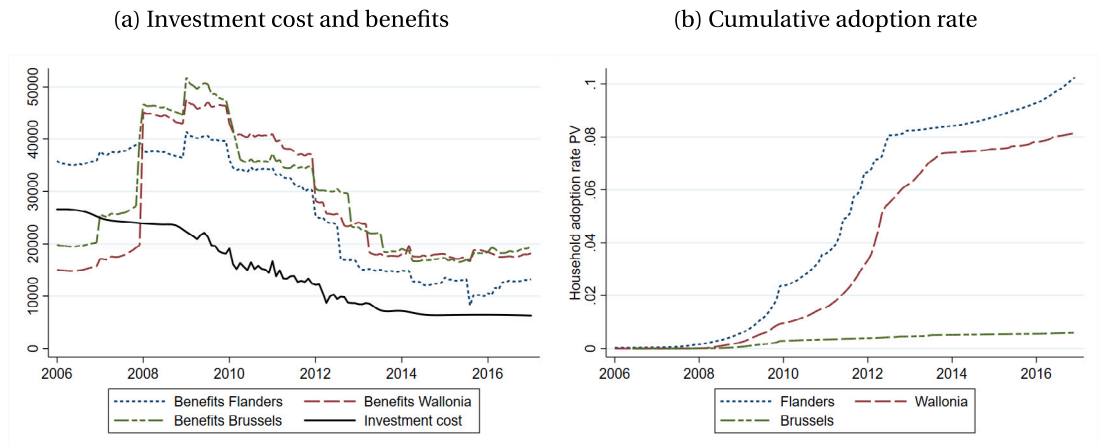 (a) Investment cost and benefits
50000
40000
30000
20000
10000
0
2006 2008 2010 2012 2014 2016
Benefits Flanders Benefits Wallonia
Benefits Brussels Investment cost
(b) Cumulative adoption rate
Household adoption rate PV
.1
.08
.06
.04
.02
0
2006 2008 2010 2012 2014 2016
Flanders Wallonia
Brussels